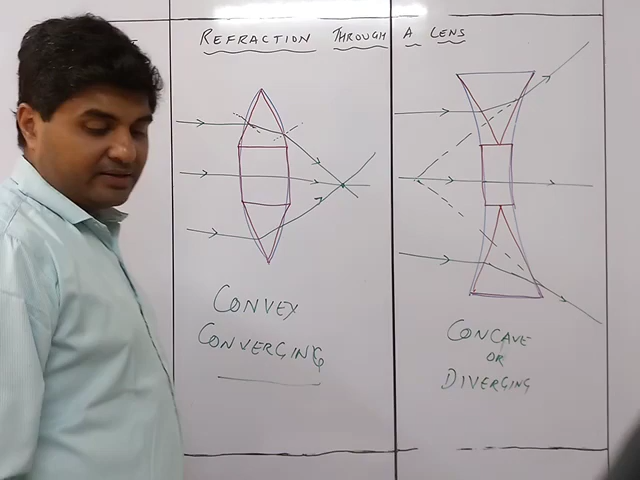 REFRACTION THROUGH A LENS
CONVEX
CONVERGING
CONCAVE
OR
DIVERGING